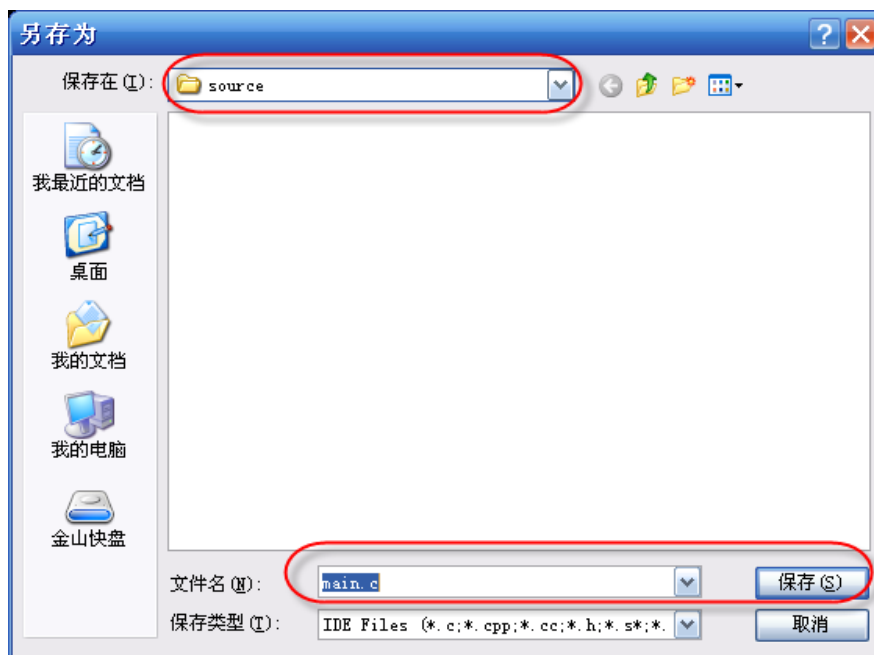 另存为
保存在(I):
source
我最近的文档
桌面
我的文档
我的电脑
金山快盘
文件名(N):
main.c
保存(S)
保存类型(T):
IDE Files (*.c;*.cpp;*.cc;*.h;*.s*;*.
取消